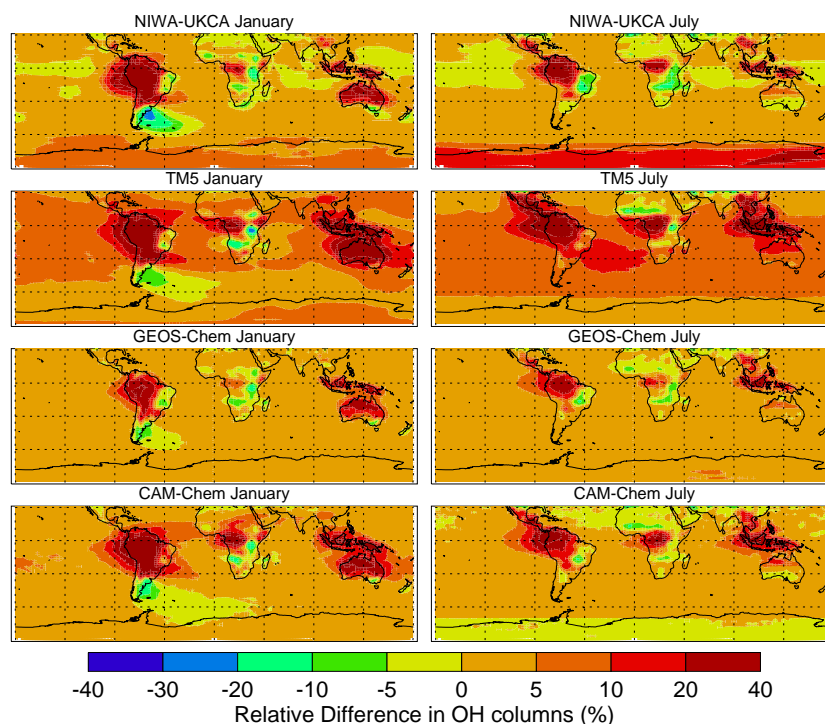 NIWA-UKCA January
NIWA-UKCA July
TM5 January
TM5 July
GEOS-Chem January
GEOS-Chem July
CAM-Chem January
CAM-Chem July
-40 -30 -20 -10 -5 0 5 10 20 40
Relative Difference in OH columns (%)